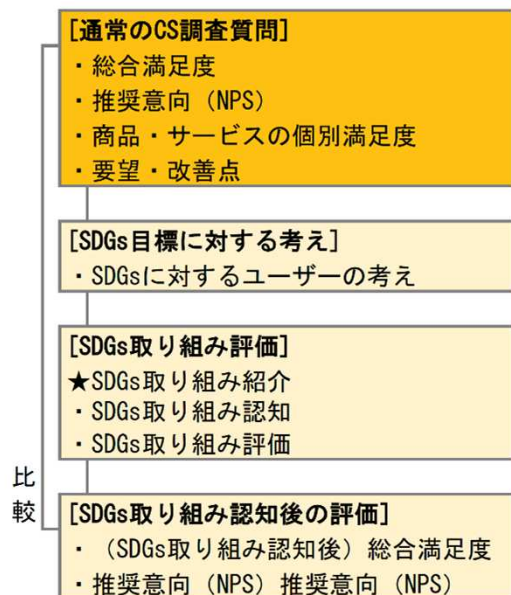 [通常のCS調査質問]
・総合満足度
・推奨意向（NPS）
・商品・サービスの個別満足度
・要望・改善点
[SDGs目標に対する考え]
・SDGsに対するユーザーの考え
[SDGs取り組み評価]
★SDGs取り組み紹介
・SDGs取り組み認知
・SDGs取り組み評価
比較
[SDGs取り組み認知後の評価]
・（SDGs取り組み認知後）総合満足度
・推奨意向（NPS）推奨意向（NPS）